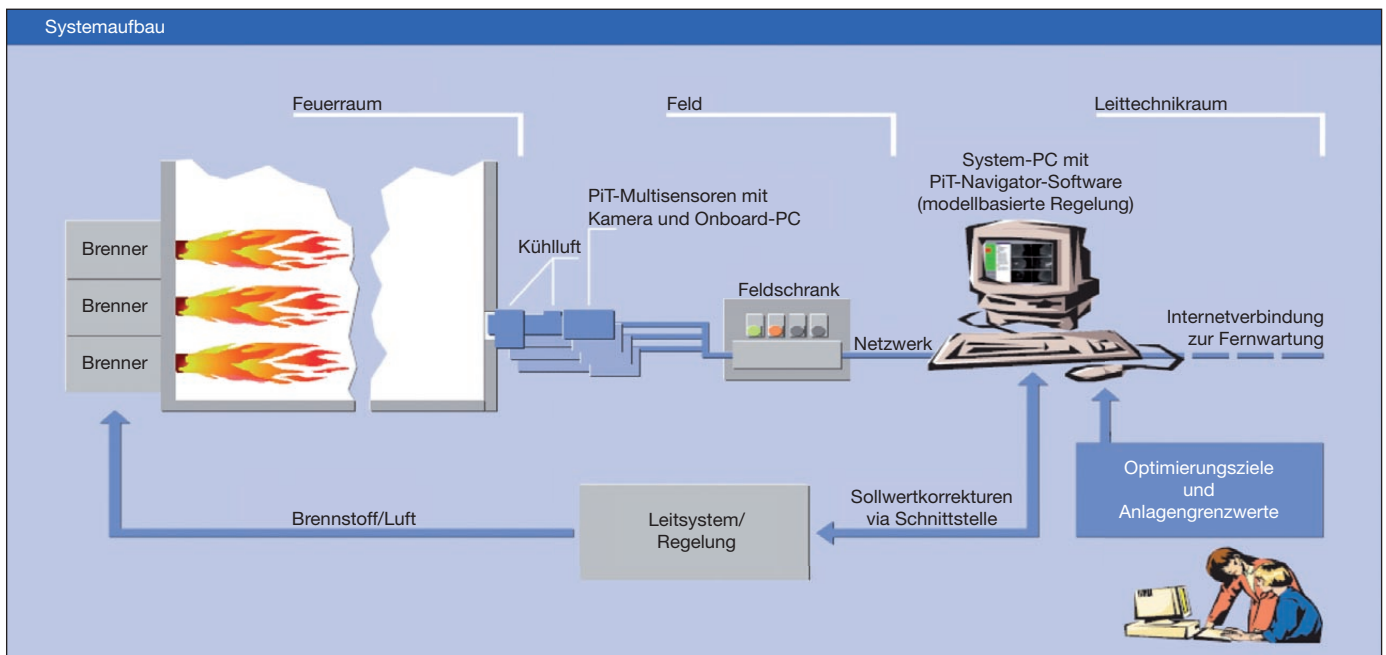 Systemaufbau
Feuerraum
Feld
Leittechnikraum
System-PC mit
PiT-Navigator-Software
(modellbasierte Regelung)
PiT-Multisensoren mit
Kamera und Onboard-PC
Kühlluft
Brenner
Brenner
Brenner
Feldschrank
Netzwerk
Internetverbindung
zur Fernwartung
Optimierungsziele
und
Anlagengrenzwerte
Sollwertkorrekturen
via Schnittstelle
Leitsystem/
Regelung
Brennstoff/Luft